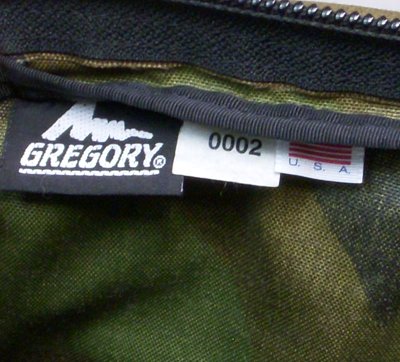 GREGORY®
0002
U. S. A.